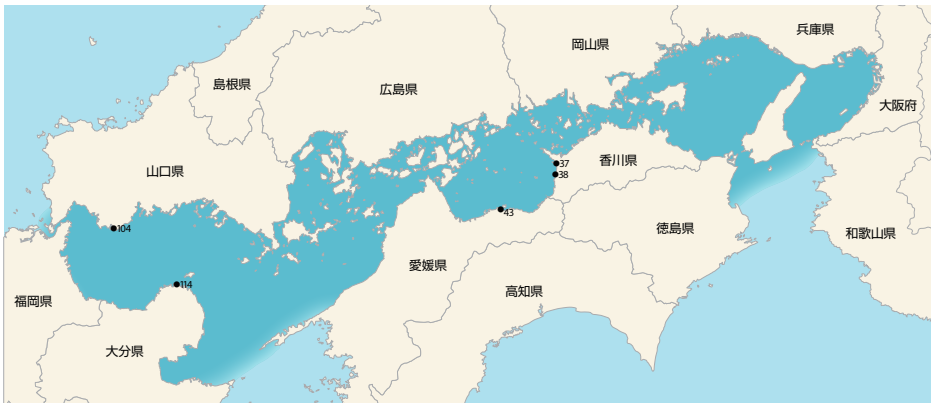 兵庫県
岡山県
島根県
広島県
大阪府
香川県
37
38
山口県
43
徳島県
104
和歌山県
愛媛県
114
高知県
福岡県
大分県